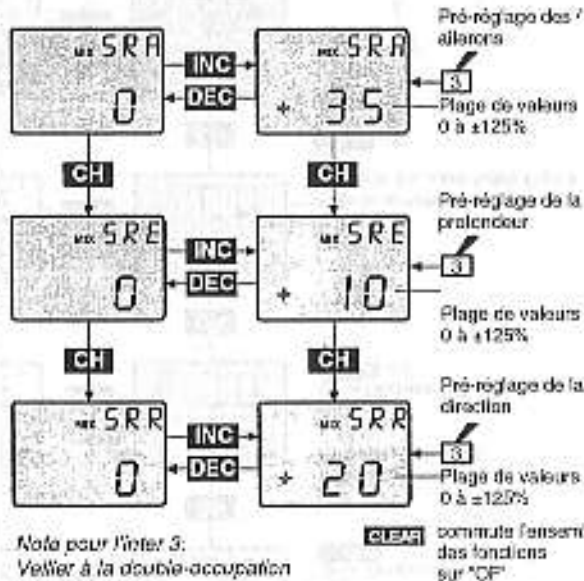 MIX SRA
0
INC
DEC
MIX SRA
+ 35
Pré-réglage des
ailerons
3
Plage de valeurs
0 à ±125%
CH
CH
MIX SRE
0
INC
DEC
MIX SRE
+ 10
Pré-réglage de la
profondeur
3
Plage de valeurs
0 à ±125%
CH
CH
MIX SRR
0
INC
DEC
MIX SRR
+ 20
Pré-réglage de la
direction
3
Plage de valeurs
0 à ±125%
Nota pour l'inter 3:
Veiller à la double-occupation
CLEAR commute l'ensem
des fonctions
sur "OF"